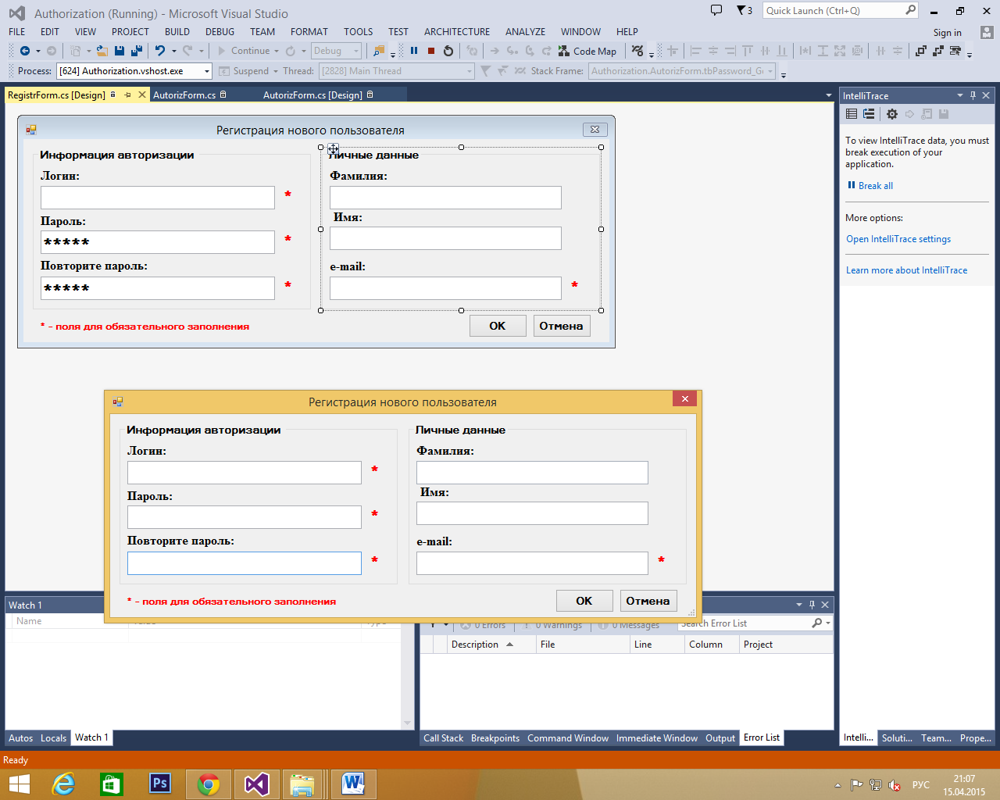 Authorization (Running) - Microsoft Visual Studio
3
Quick Launch (Ctrl+Q)
FILE EDIT VIEW PROJECT BUILD DEBUG TEAM FORMAT TOOLS TEST ARCHITECTURE ANALYZE WINDOW HELP
Sign in
Continue Debug Code Map
Process: [624] Authorization.vshost.exe Suspend Thread: [2828] Main Thread Stack Frame: Authorization.AutorizForm.tbPassword_G
RegistrForm.cs [Design] AutorizForm.cs AutorizForm.cs [Design]
IntelliTrace
To view IntelliTrace data, you must
break execution of your
application.
Break all
More options:
Open IntelliTrace settings
Learn more about IntelliTrace
Регистрация нового пользователя
Информация авторизации
Личные данные
Логин:
*
Фамилия:
Пароль:
*****
*
Имя:
Повторите пароль:
*****
*
e-mail:
*
* - поля для обязательного заполнения
ОК
Отмена
Регистрация нового пользователя
Информация авторизации
Личные данные
Логин:
*
Фамилия:
Пароль:
*
Имя:
Повторите пароль:
*
e-mail:
*
* - поля для обязательного заполнения
ОК
Отмена
Watch 1
Name
0 Errors 0 Warnings 0 Messages Search Error List
Description File Line Column Project
Autos Locals Watch 1
Call Stack Breakpoints Command Window Immediate Window Output Error List
Intelli... Soluti... Team... Prope...
Ready
Ps
РУС
21:07
15.04.2015